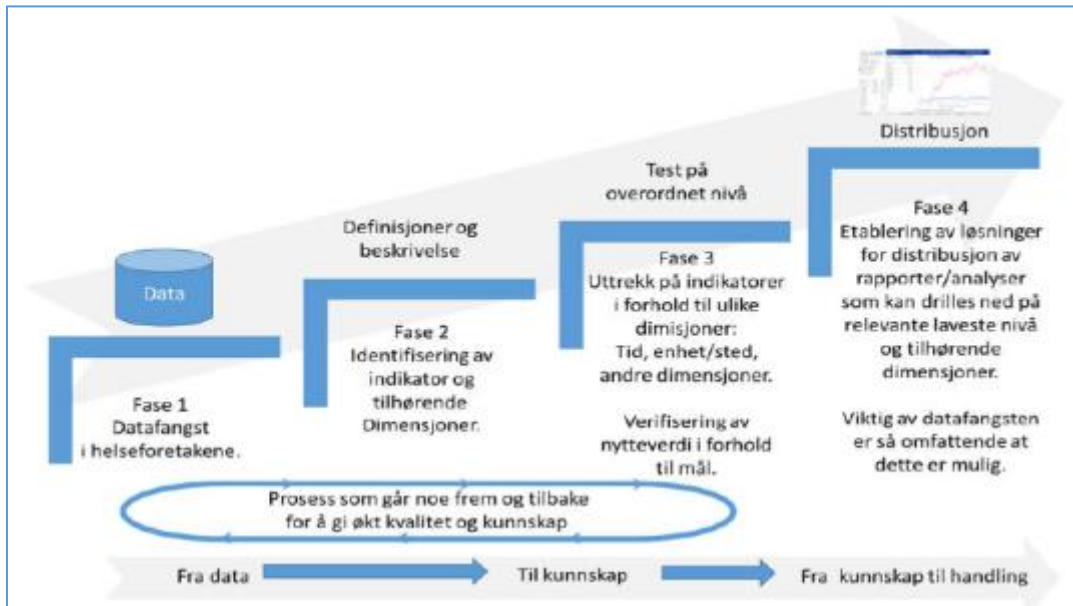 Data
Fase 1
Datafangst
i helseforetakene.
Definisjoner og
beskrivelse
Fase 2
Identifisering av
indikator og
tilhørende
Dimensjoner.
Test på
overordnet nivå
Fase 3
Uttrekk på indikatorer
i forhold til ulike
dimisjoner:
Tid, enhet/sted,
andre dimensjoner.
Verifisering av
nytteverdi i forhold
til mål.
Distribusjon
Fase 4
Etablering av løsninger
for distribusjon av
rapporter/analyser
som kan drilles ned på
relevante laveste nivå
og tilhørende
dimensjoner.
Viktig av datafangsten
er så omfattende at
dette er mulig.
Prosess som går noe frem og tilbake
for å gi økt kvalitet og kunnskap
Fra data
Til kunnskap
Fra kunnskap til handling